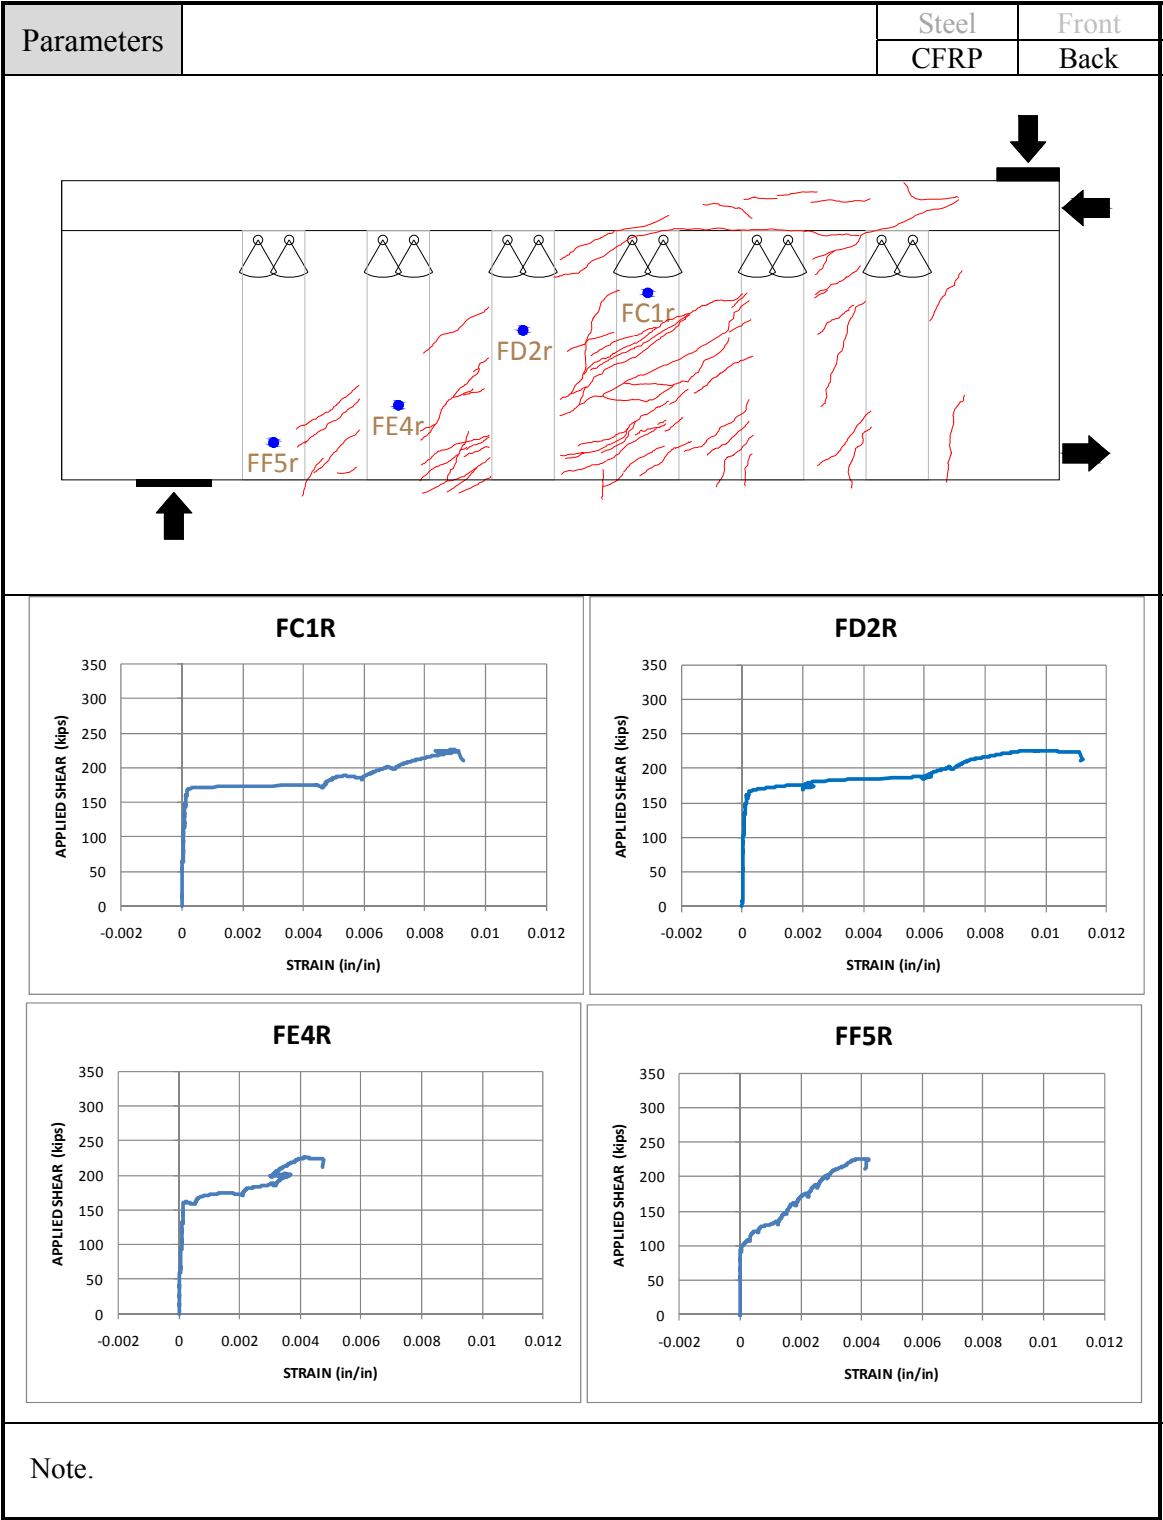 Parameters
Steel Front
CFRP Back
FC1r
FD2r
FE4r
FF5r
FC1R
350
300
250
200
150
100
50
0
APPLIED SHEAR (kips)
-0.002 0 0.002 0.004 0.006 0.008 0.01 0.012
STRAIN (in/in)
FD2R
350
300
250
200
150
100
50
0
APPLIED SHEAR (kips)
-0.002 0 0.002 0.004 0.006 0.008 0.01 0.012
STRAIN (in/in)
FE4R
350
300
250
200
150
100
50
0
APPLIED SHEAR (kips)
-0.002 0 0.002 0.004 0.006 0.008 0.01 0.012
STRAIN (in/in)
FF5R
350
300
250
200
150
100
50
0
APPLIED SHEAR (kips)
-0.002 0 0.002 0.004 0.006 0.008 0.01 0.012
STRAIN (in/in)
Note.